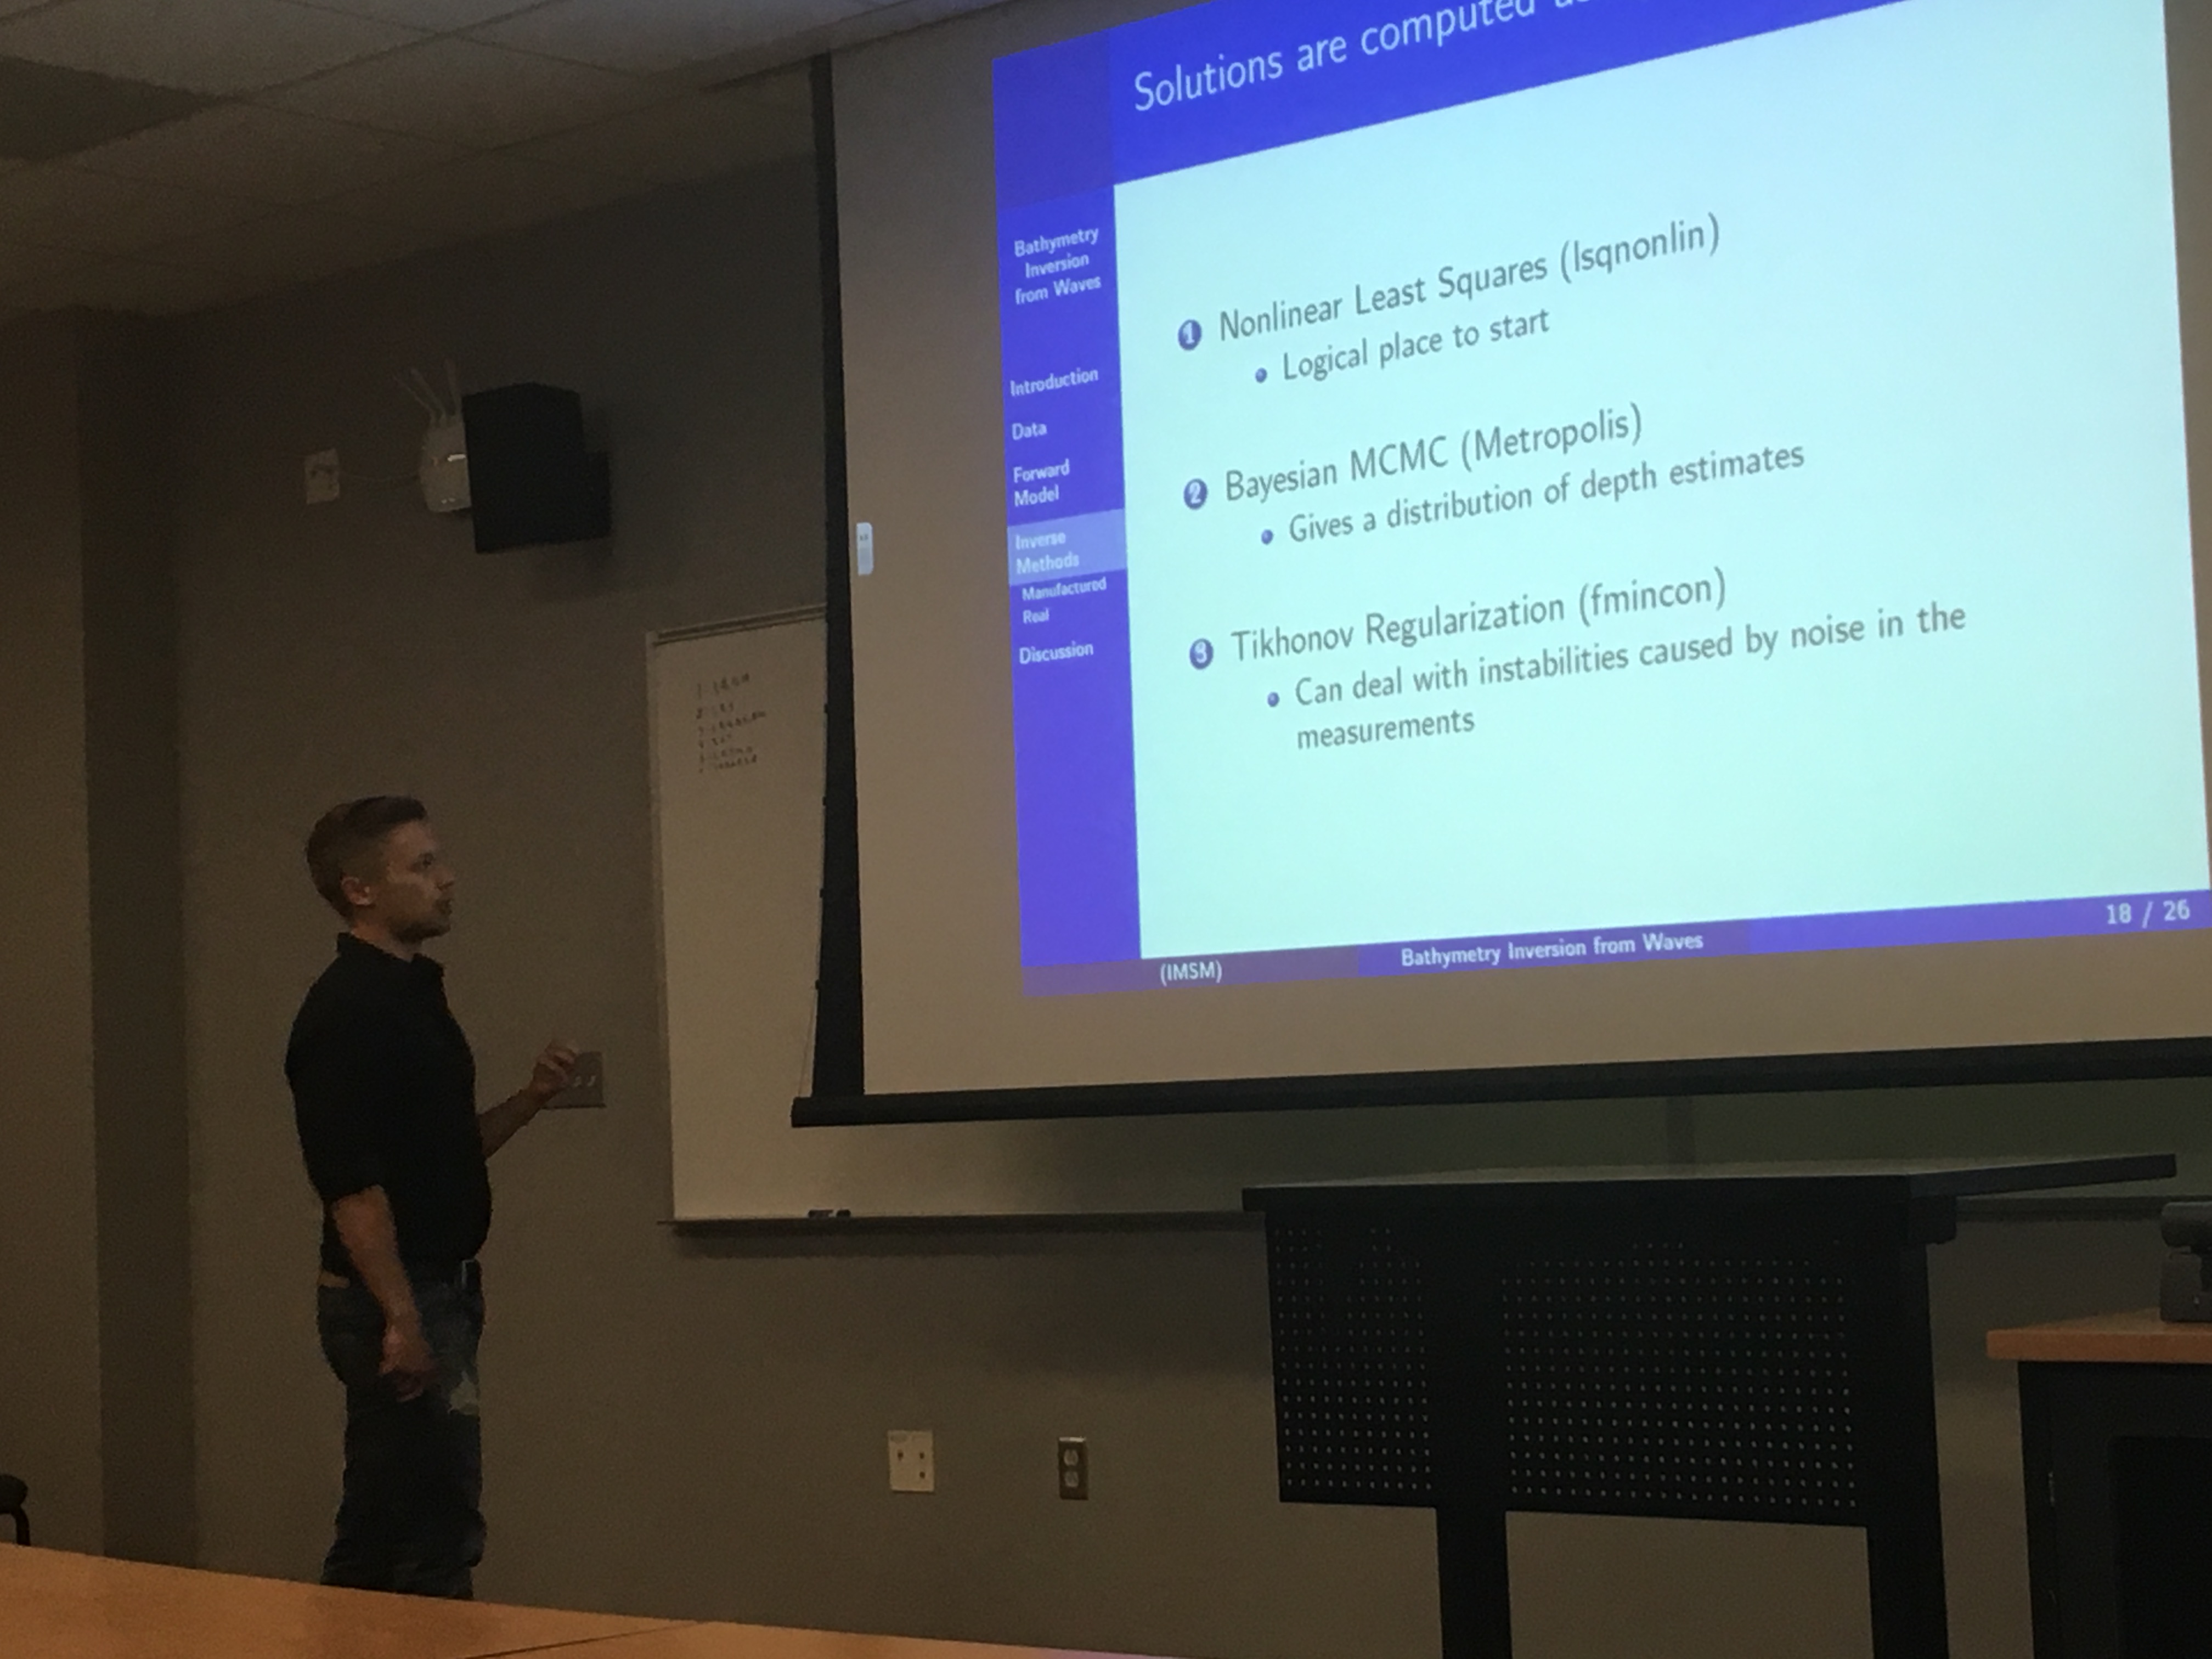 Solutions are computed
Bathymetry
Inversion
from Waves
Introduction
Data
Forward
Model
Inverse
Methods
Manufactured
Real
Discussion
1 Nonlinear Least Squares (lsqnonlin)
Logical place to start
2 Bayesian MCMC (Metropolis)
Gives a distribution of depth estimates
3 Tikhonov Regularization (fmincon)
Can deal with instabilities caused by noise in the
measurements
(IMSM)
Bathymetry Inversion from Waves
18 / 26